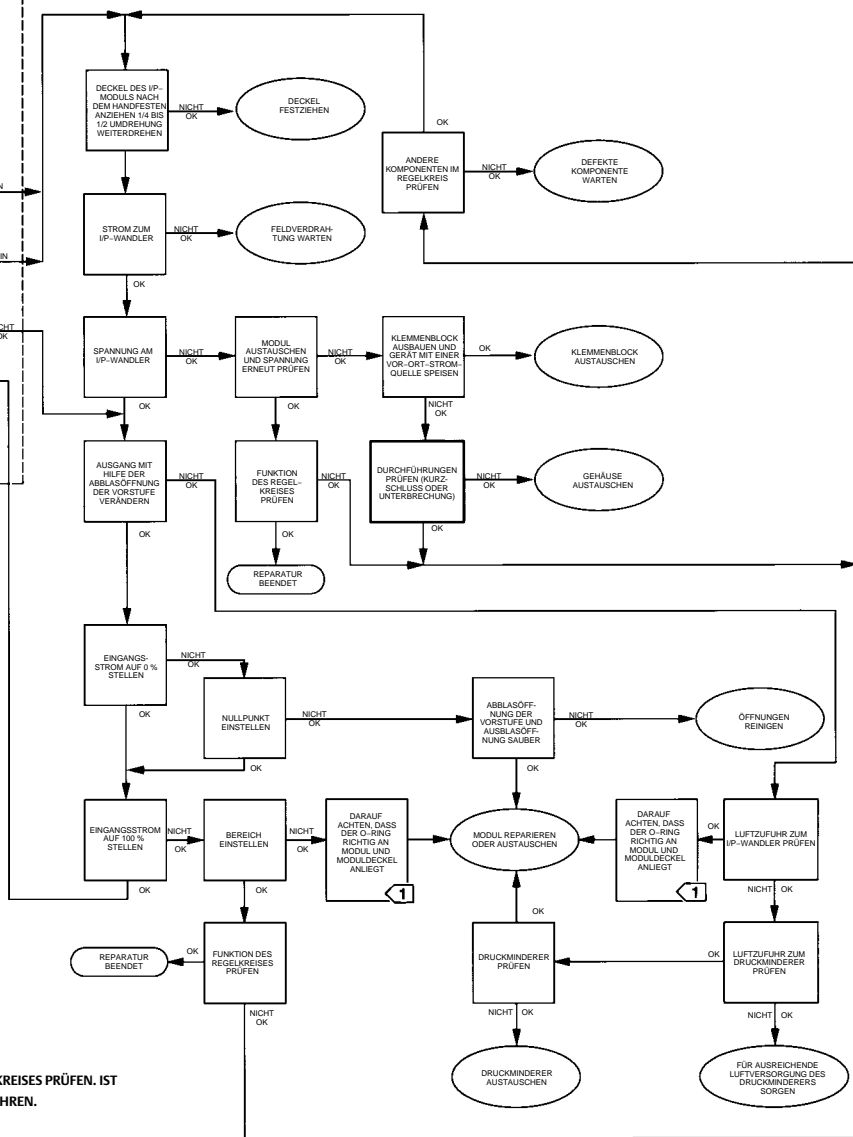 DECKEL DES I/P–
MODULS NACH
DEM HANDFESTEN
ANZIEHEN 1/4 BIS
1/2 UMDREHUNG
WEITERDREHEN
NICHT
OK
DECKEL
FESTZIEHEN
OK
ANDERE
KOMPONENTEN IM
REGELKREIS
PRÜFEN
NICHT
OK
DEFEKTE
KOMPONENTE
WARTEN
N
STROM ZUM
I/P–WANDLER
NICHT
OK
FELDVERDRAH–
TUNG WARTEN
IN
OK
CHT
OK
SPANNUNG AM
I/P–WANDLER
NICHT
OK
MODUL
AUSTAUSCHEN
UND SPANNUNG
ERNEUT PRÜFEN
NICHT
OK
KLEMMENBLOCK
AUSBAUEN UND
GERÄT MIT EINER
VOR–ORT–STROM–
QUELLE SPEISEN
OK
KLEMMENBLOCK
AUSTAUSCHEN
OK
OK
NICHT
OK
AUSGANG MIT
HILFE DER
ABBLASÖFFNUNG
DER VORSTUFE
VERÄNDERN
NICHT
OK
FUNKTION
DES REGEL–
KREISES
PRÜFEN
NICHT
OK
DURCHFÜHRUNGEN
PRÜFEN (KURZ–
SCHLUSS ODER
UNTERBRECHUNG)
NICHT
OK
GEHÄUSE
AUSTAUSCHEN
OK
OK
OK
REPARATUR
BEENDET
EINGANGS-
STROM AUF 0 %
STELLEN
NICHT
OK
OK
NULLPUNKT
EINSTELLEN
NICHT
OK
ABBLASÖFF–
NUNG DER
VORSTUFE UND
AUSBLASÖFF–
NUNG SAUBER
NICHT
OK
ÖFFNUNGEN
REINIGEN
OK
OK
EINGANGSSTROM
AUF 100 %
STELLEN
NICHT
OK
BEREICH
EINSTELLEN
NICHT
OK
DARAUF
ACHTEN, DASS
DER O–RING
RICHTIG AN
MODUL UND
MODULDECKEL
ANLIEGT
1
MODUL REPARIEREN
ODER AUSTAUSCHEN
DARAUF
ACHTEN, DASS
DER O–RING
RICHTIG AN
MODUL UND
MODULDECKEL
ANLIEGT
1
OK
LUFTZUFUHR ZUM
I/P–WANDLER PRÜFEN
OK
OK
OK
NICHT OK
REPARATUR
BEENDET
OK
FUNKTION DES
REGELKREISES
PRÜFEN
DRUCKMINDERER
PRÜFEN
OK
LUFTZUFUHR ZUM
DRUCKMINDERER
PRÜFEN
NICHT
OK
NICHT OK
NICHT OK
DRUCKMINDERER
AUSTAUSCHEN
FÜR AUSREICHENDE
LUFTVERSORGUNG DES
DRUCKMINDERERS
SORGEN
KREISES PRÜFEN. IST
HREN.